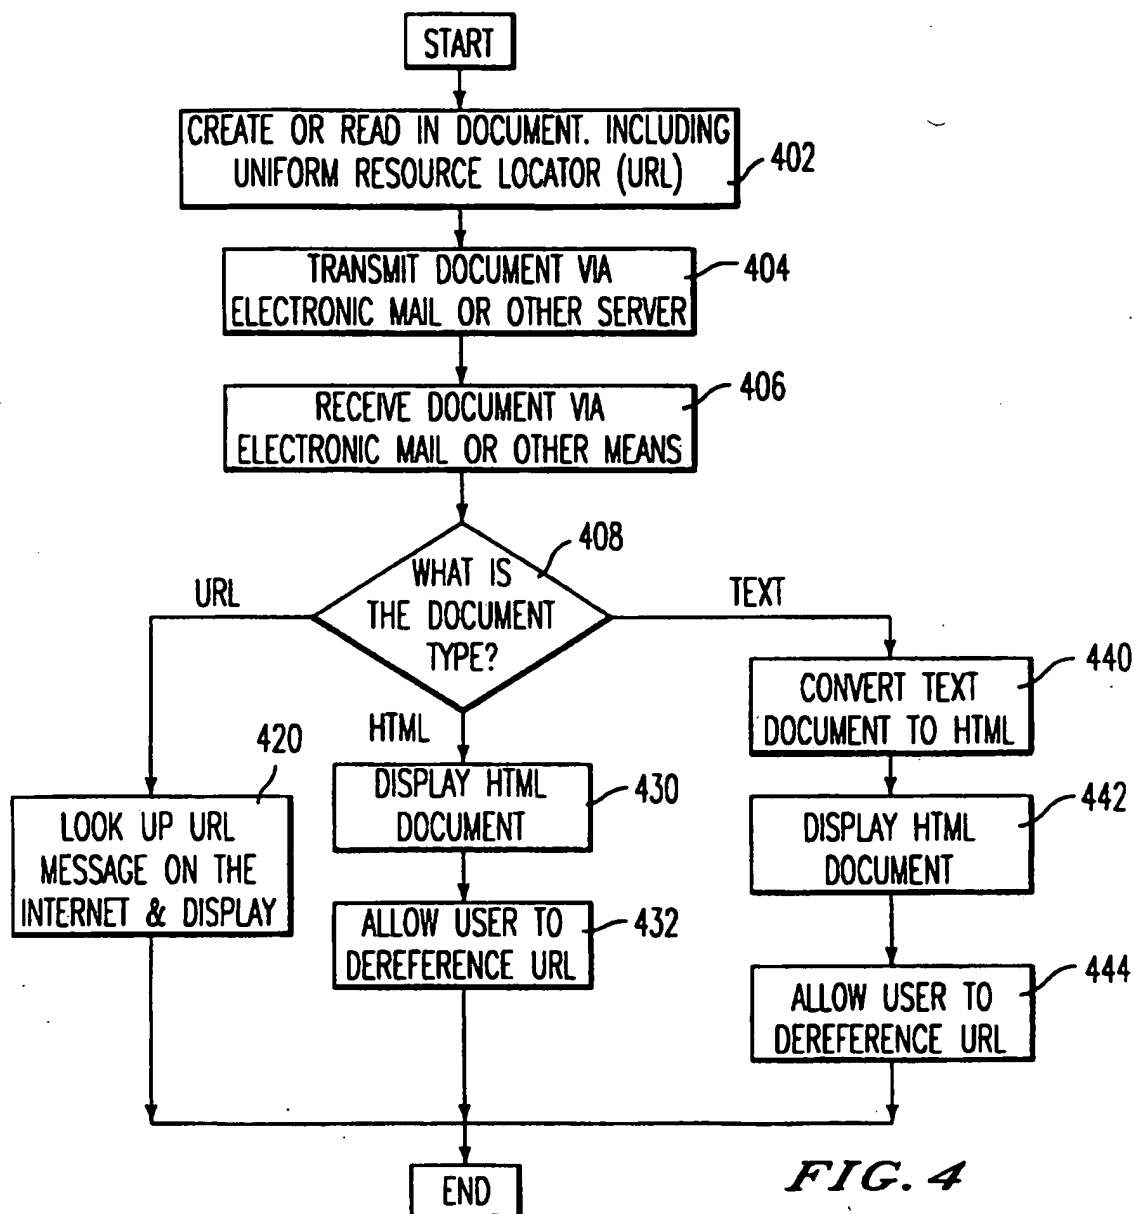 START
CREATE OR READ IN DOCUMENT. INCLUDING
UNIFORM RESOURCE LOCATOR (URL)
402
TRANSMIT DOCUMENT VIA
ELECTRONIC MAIL OR OTHER SERVER
404
RECEIVE DOCUMENT VIA
ELECTRONIC MAIL OR OTHER MEANS
406
WHAT IS
THE DOCUMENT
TYPE?
408
URL
TEXT
HTML
420
LOOK UP URL
MESSAGE ON THE
INTERNET & DISPLAY
DISPLAY HTML
DOCUMENT
430
ALLOW USER TO
DEREFERENCE URL
432
CONVERT TEXT
DOCUMENT TO HTML
440
DISPLAY HTML
DOCUMENT
442
ALLOW USER TO
DEREFERENCE URL
444
END
FIG. 4